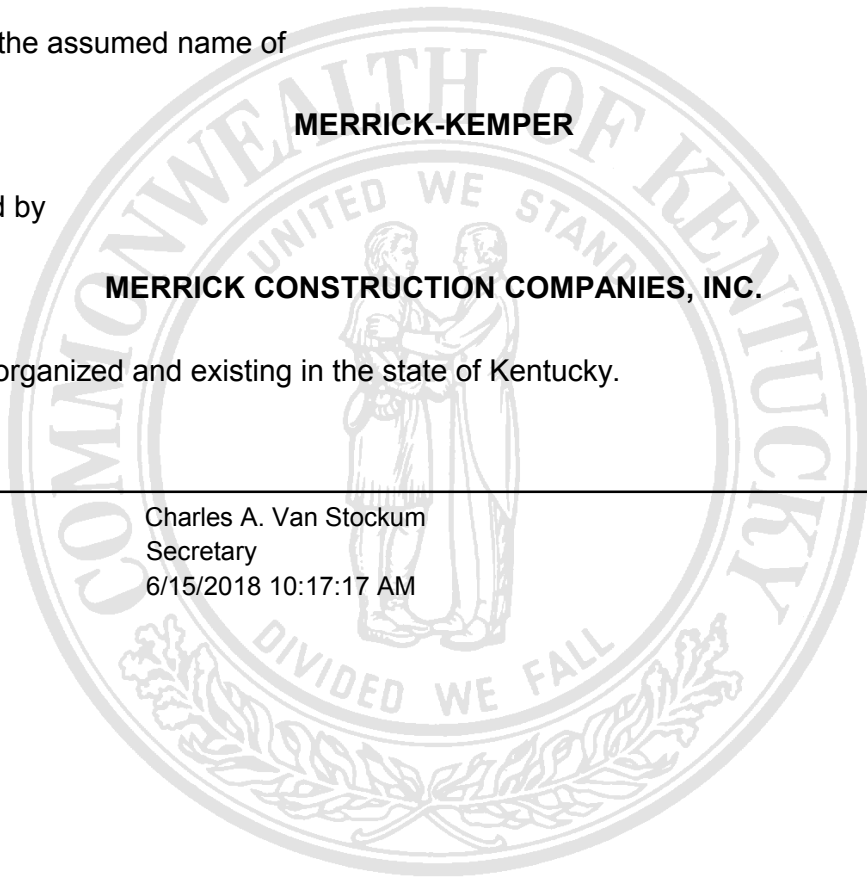 the assumed name of
MERRICK-KEMPER
d by
MERRICK CONSTRUCTION COMPANIES, INC.
organized and existing in the state of Kentucky.
Charles A. Van Stockum
Secretary
6/15/2018 10:17:17 AM
COMMONWEALTH OF KENTUCKY
UNITED WE STAND
DIVIDED WE FALL